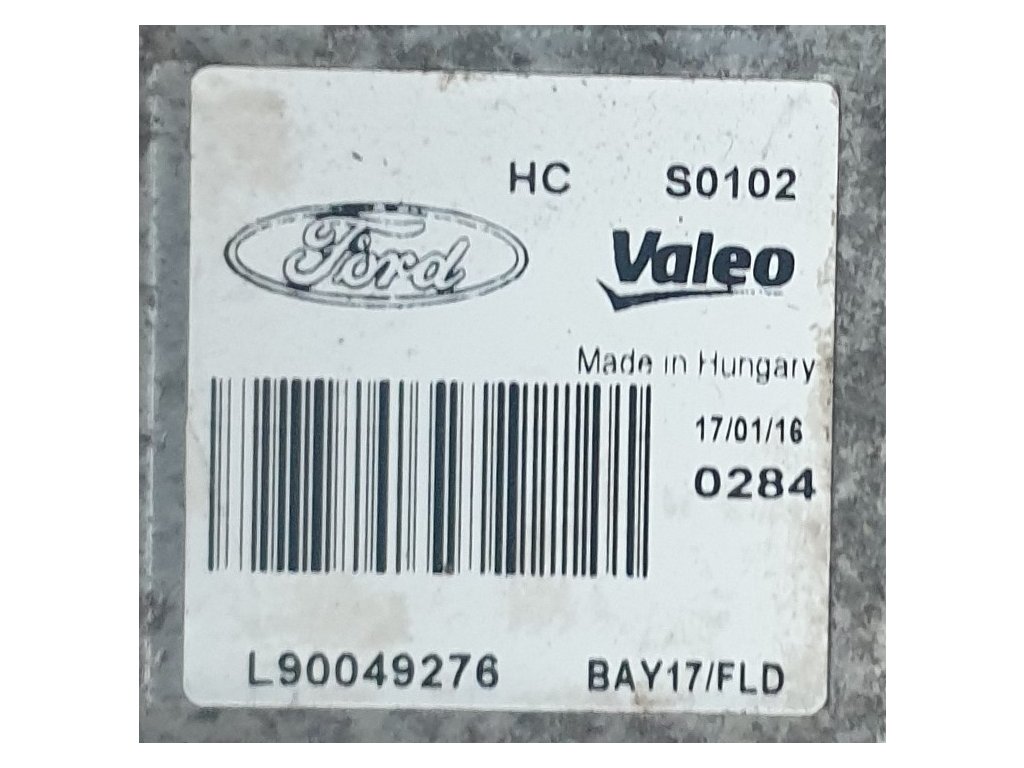 HC S0102
Ford Valeo
Made in Hungary
17/01/16
0284
L90049276 BAY17/FLD